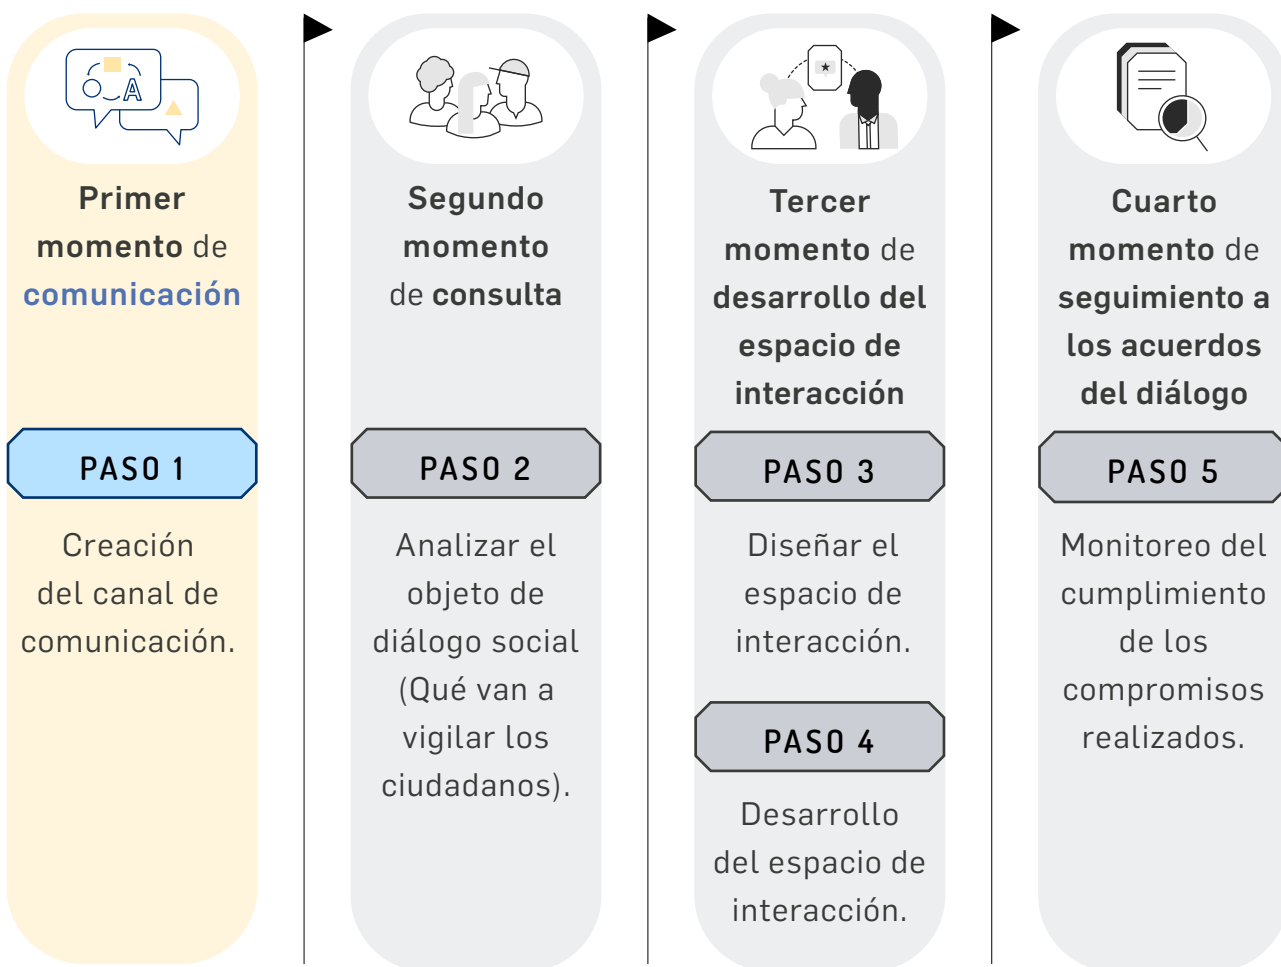 Primer
momento de
comunicación
PASO 1
Creación
del canal de
comunicación.
Segundo
momento
de consulta
PASO 2
Analizar el
objeto de
diálogo social
(Qué van a
vigilar los
ciudadanos).
Tercer
momento de
desarrollo del
espacio de
interacción
PASO 3
Diseñar el
espacio de
interacción.
PASO 4
Desarrollo
del espacio de
interacción.
Cuarto
momento de
seguimiento a
los acuerdos
del diálogo
PASO 5
Monitoreo del
cumplimiento
de los
compromisos
realizados.